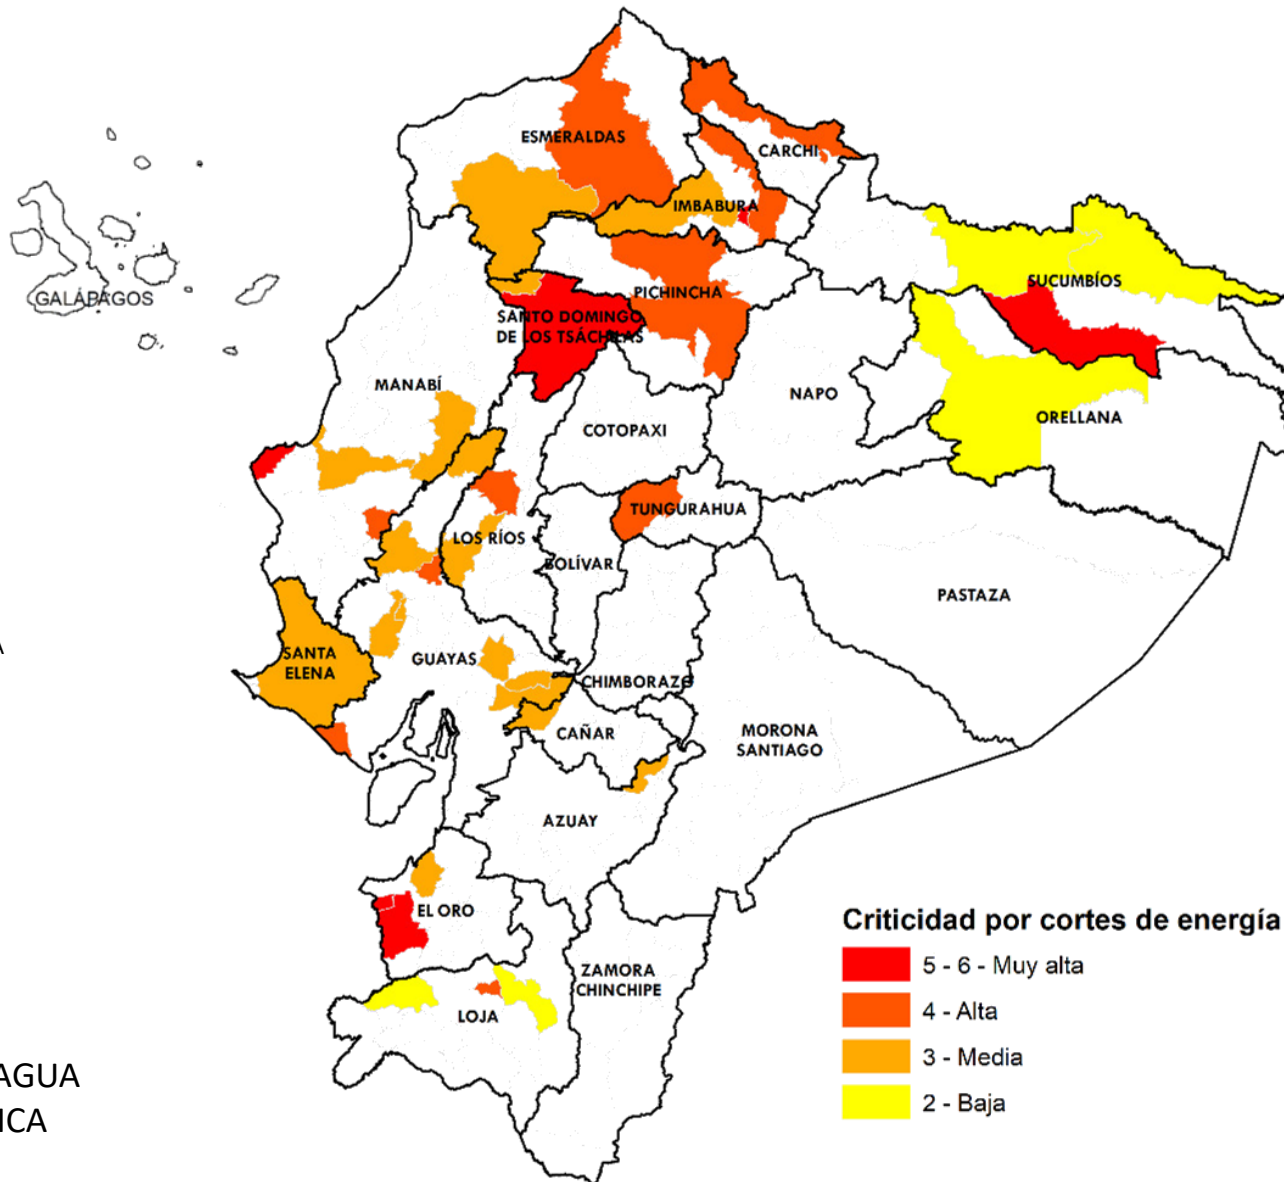 ESMERALDAS
CARCHI
IMBABURA
SUCUMBÍOS
GALÁPAGOS
PICHINCHA
SANTO DOMINGO
DE LOS TSÁCHILAS
MANABÍ
NAPO
ORELLANA
COTOPAXI
TUNGURAHUA
LOS RÍOS
BOLÍVAR
PASTAZA
A
SANTA
ELENA
GUAYAS
CHIMBORAZO
CAÑAR
MORONA
SANTIAGO
AZUAY
EL ORO
ZAMORA
CHINCHIPE
LOJA
Criticidad por cortes de energía
5 - 6 - Muy alta
4 - Alta
3 - Media
2 - Baja
AGUA
ICA